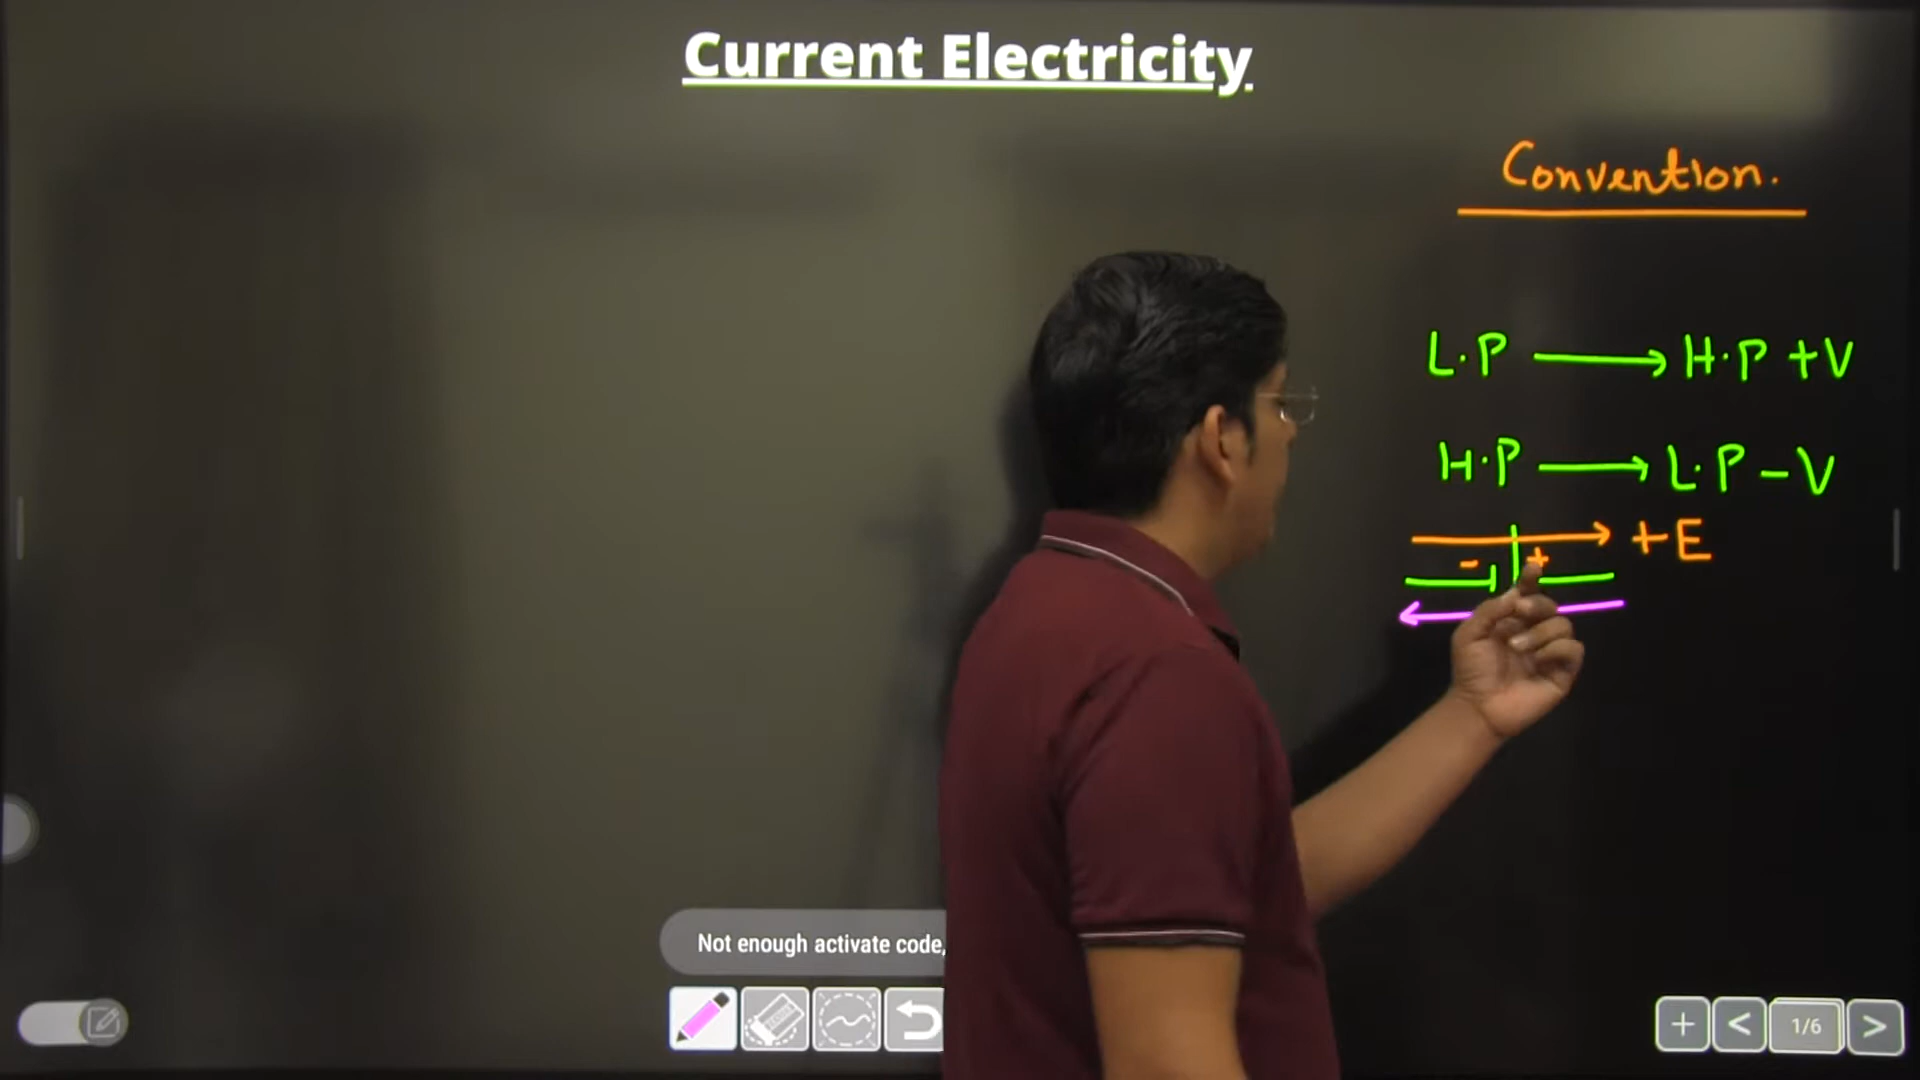 Current Electricity
Convention.
L.P → H.P +V
H.P → L.P - V
+E
- +
Not enough activate code,
+ < 1/6 >